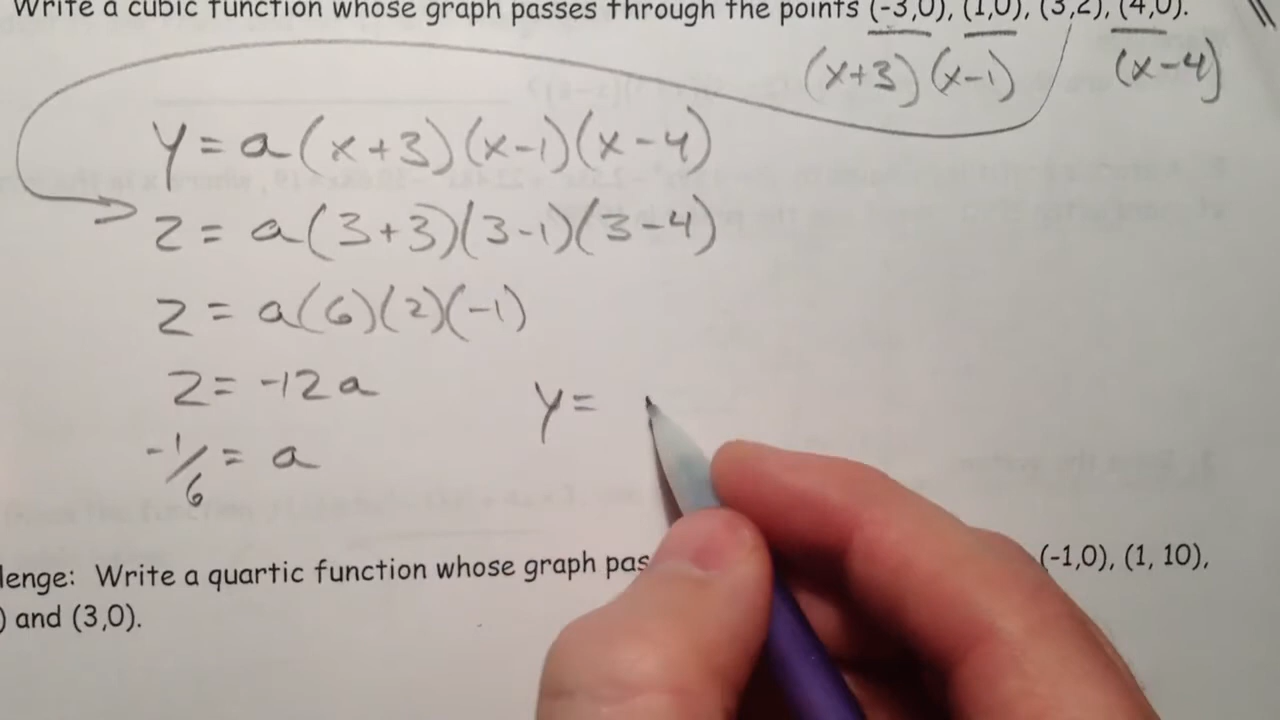 Write a cubic function whose graph passes through the points (-3,0), (1,0), (3,2), (4,0).
(x+3) (x-1) (x-4)
y = a(x+3)(x-1)(x-4)
2 = a(3+3)(3-1)(3-4)
2 = a(6)(2)(-1)
2 = -12a
y =
-1/6 = a
lenge: Write a quartic function whose graph pas (-1,0), (1, 10),
) and (3,0).